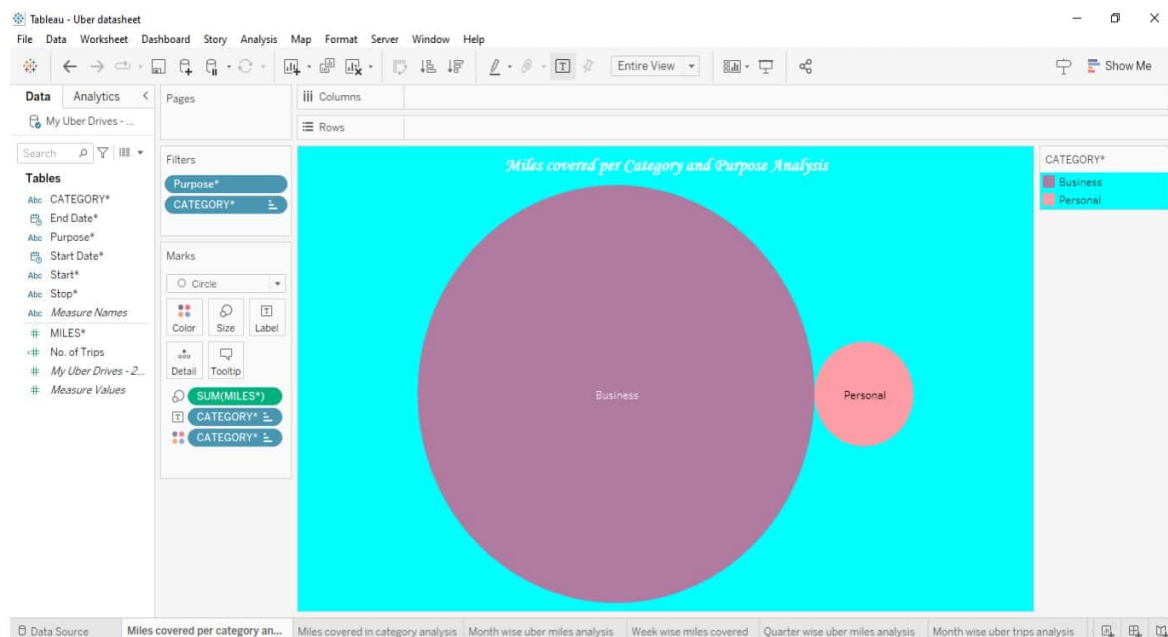 Tableau - Uber datasheet
File Data Worksheet Dashboard Story Analysis Map Format Server Window Help
Entire View
Show Me
Data Analytics
My Uber Drives - ...
Search
Tables
Abc CATEGORY*
End Date*
Abc Purpose*
Start Date*
Abc Start*
Abc Stop*
Abc Measure Names
# MILES*
# No. of Trips
# My Uber Drives - 2...
# Measure Values
Pages
Filters
Purpose*
CATEGORY*
Marks
Circle
Color Size Label
Detail Tooltip
SUM(MILES*)
CATEGORY*
CATEGORY*
Columns
Rows
Miles covered per Category and Purpose Analysis
Business
Personal
CATEGORY*
Business
Personal
Data Source Miles covered per category an... Miles covered in category analysis Month wise uber miles analysis Week wise miles covered Quarter wise uber miles analysis Month wise uber trips analysis